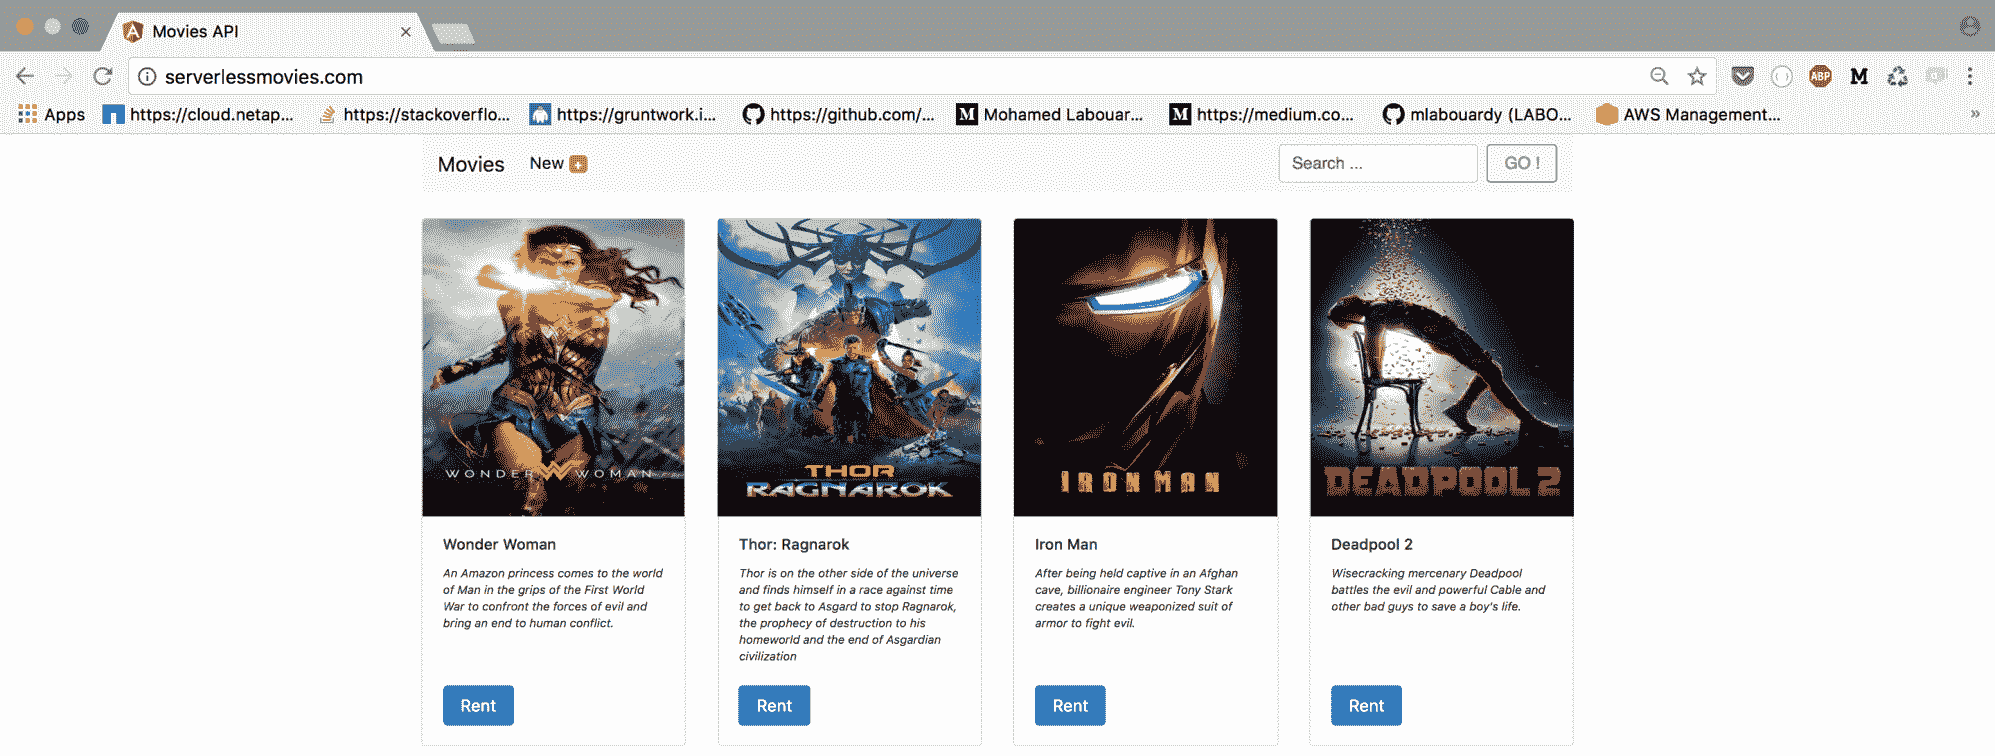 Movies API
serverlessmovies.com
ABP
M
Apps
https://cloud.netap...
https://stackoverflo...
https://gruntwork.i...
https://github.com/...
M Mohamed Labouar...
M https://medium.co...
mlabouardy (LABO...
AWS Management...
»
Movies
New +
Search ...
GO !
WONDER WOMAN
THOR
RAGNAROK
IRON MAN
DEADPOOL 2
Wonder Woman
An Amazon princess comes to the world
of Man in the grips of the First World
War to confront the forces of evil and
bring an end to human conflict.
Rent
Thor: Ragnarok
Thor is on the other side of the universe
and finds himself in a race against time
to get back to Asgard to stop Ragnarok,
the prophecy of destruction to his
homeworld and the end of Asgardian
civilization
Rent
Iron Man
After being held captive in an Afghan
cave, billionaire engineer Tony Stark
creates a unique weaponized suit of
armor to fight evil.
Rent
Deadpool 2
Wisecracking mercenary Deadpool
battles the evil and powerful Cable and
other bad guys to save a boy's life.
Rent